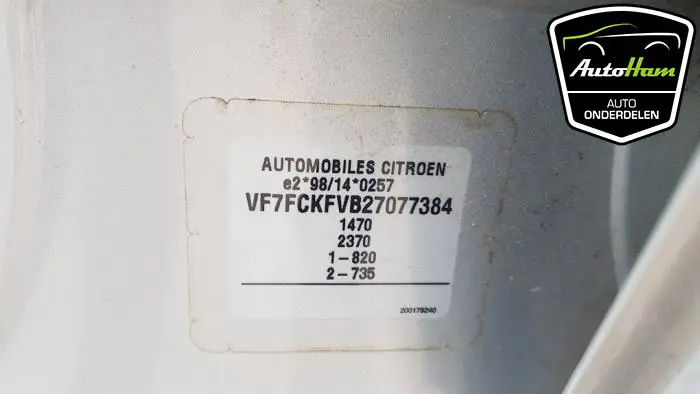 AutoHam
AUTO
ONDERDELEN
AUTOMOBILES CITROEN
e2*98/14*0257
VF7FCKFVB27077384
1470
2370
1-820
2-735
200179240